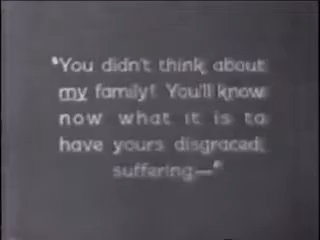 "You didn't think about
my family! You'll know
now what it is to
have yours disgraced,
suffering—"